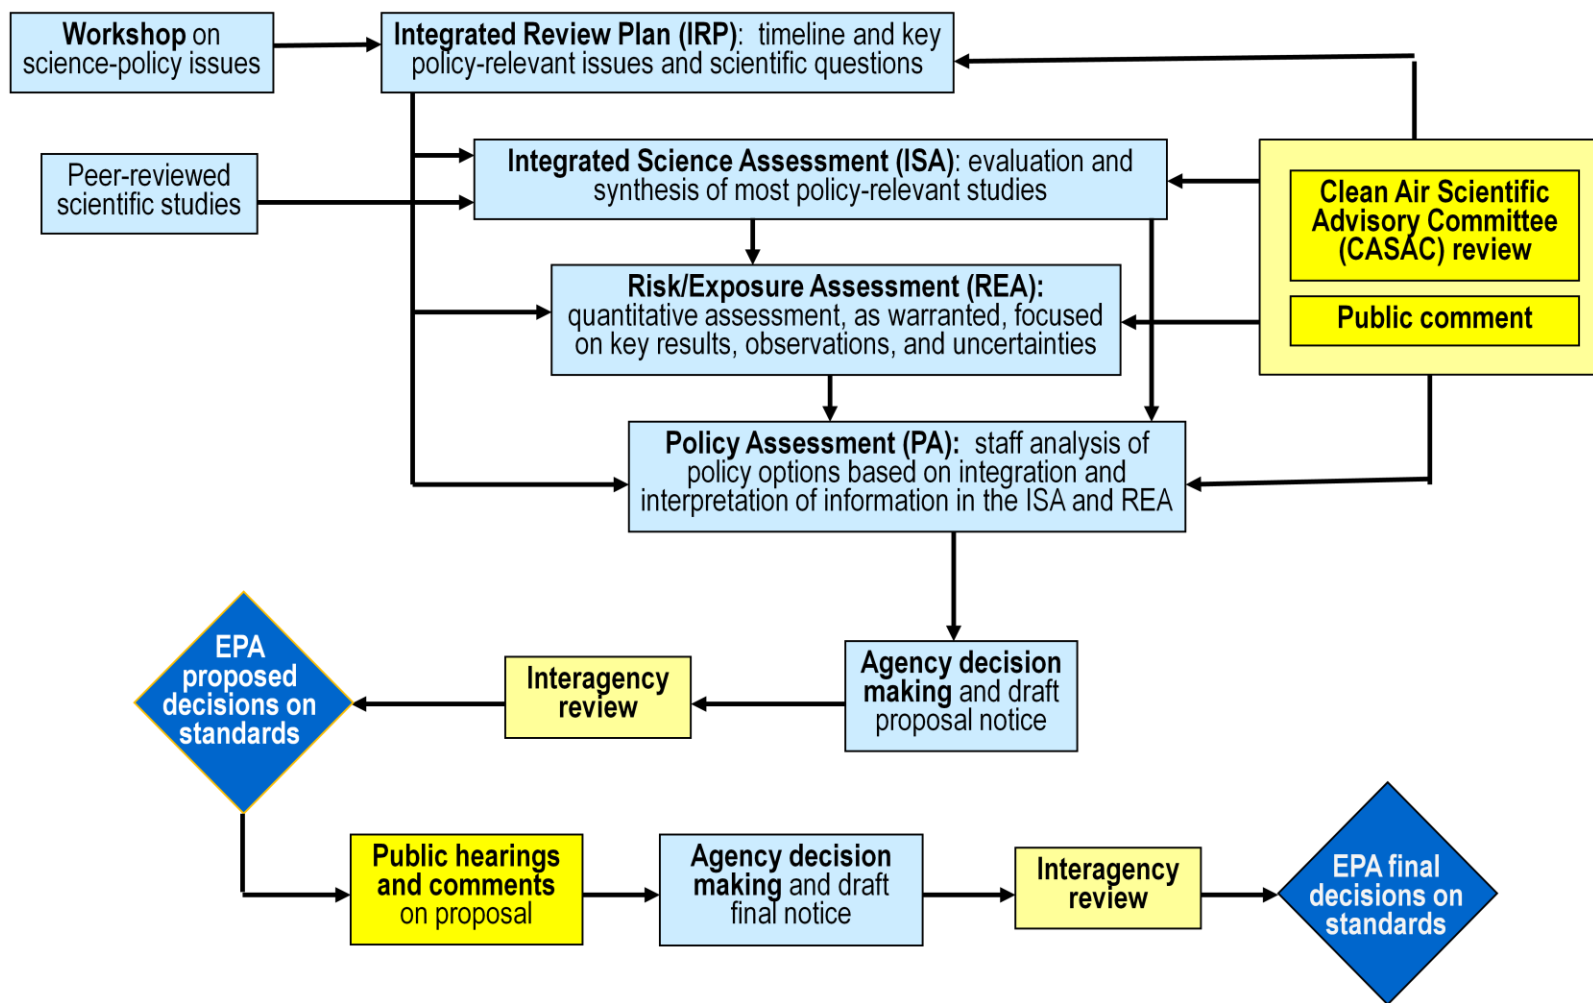 Workshop on
science-policy issues
Integrated Review Plan (IRP):  timeline and key
policy-relevant issues and scientific questions
Peer-reviewed
scientific studies
Integrated Science Assessment (ISA): evaluation and
synthesis of most policy-relevant studies
Clean Air Scientific
Advisory Committee
(CASAC) review
Public comment
Risk/Exposure Assessment (REA):
quantitative assessment, as warranted, focused
on key results, observations, and uncertainties
Policy Assessment (PA):  staff analysis of
policy options based on integration and
interpretation of information in the ISA and REA
Agency decision
making and draft
proposal notice
Interagency
review
EPA
proposed
decisions on
standards
Public hearings
and comments
on proposal
Agency decision
making and draft
final notice
Interagency
review
EPA final
decisions on
standards